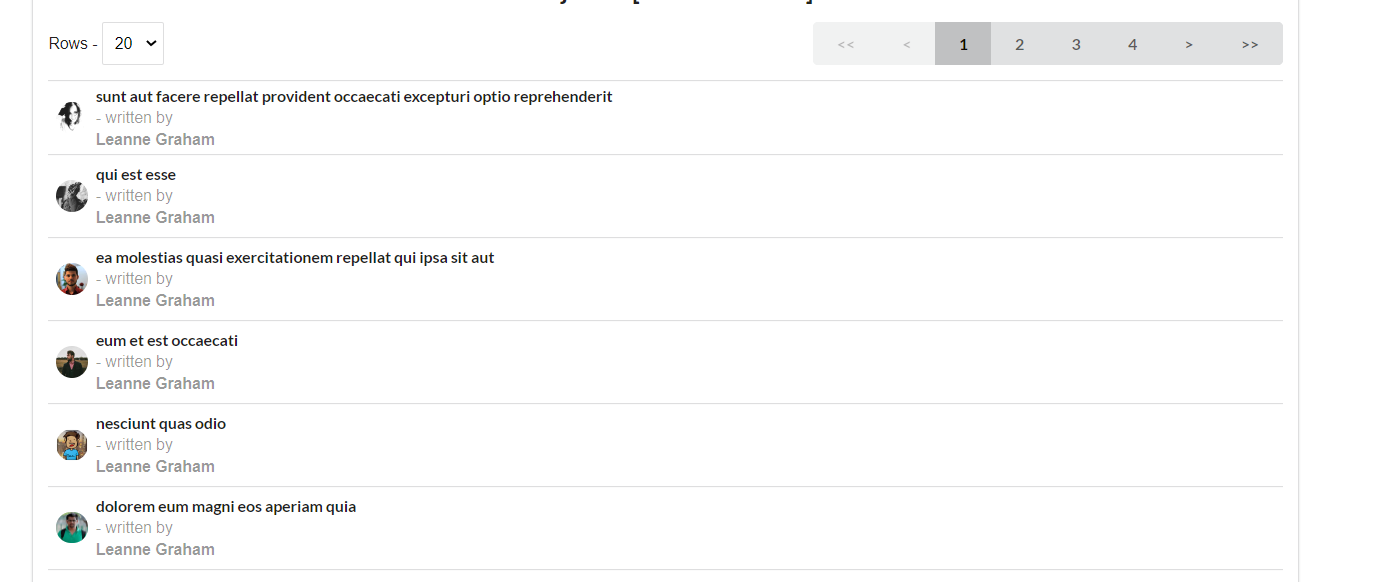 Rows - 20
<< < 1 2 3 4 > >>
sunt aut facere repellat provident occaecati excepturi optio reprehenderit
- written by
Leanne Graham
qui est esse
- written by
Leanne Graham
ea molestias quasi exercitationem repellat qui ipsa sit aut
- written by
Leanne Graham
eum et est occaecati
- written by
Leanne Graham
nesciunt quas odio
- written by
Leanne Graham
dolorem eum magni eos aperiam quia
- written by
Leanne Graham